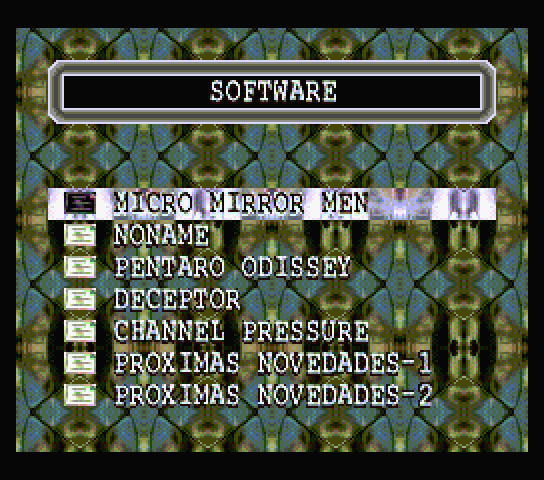 SOFTWARE
MICRO MIRROR MEN
NONAME
PENTARO ODISSEY
DECEPTOR
CHANNEL PRESSURE
PROXIMAS NOVEDADES-1
PROXIMAS NOVEDADES-2